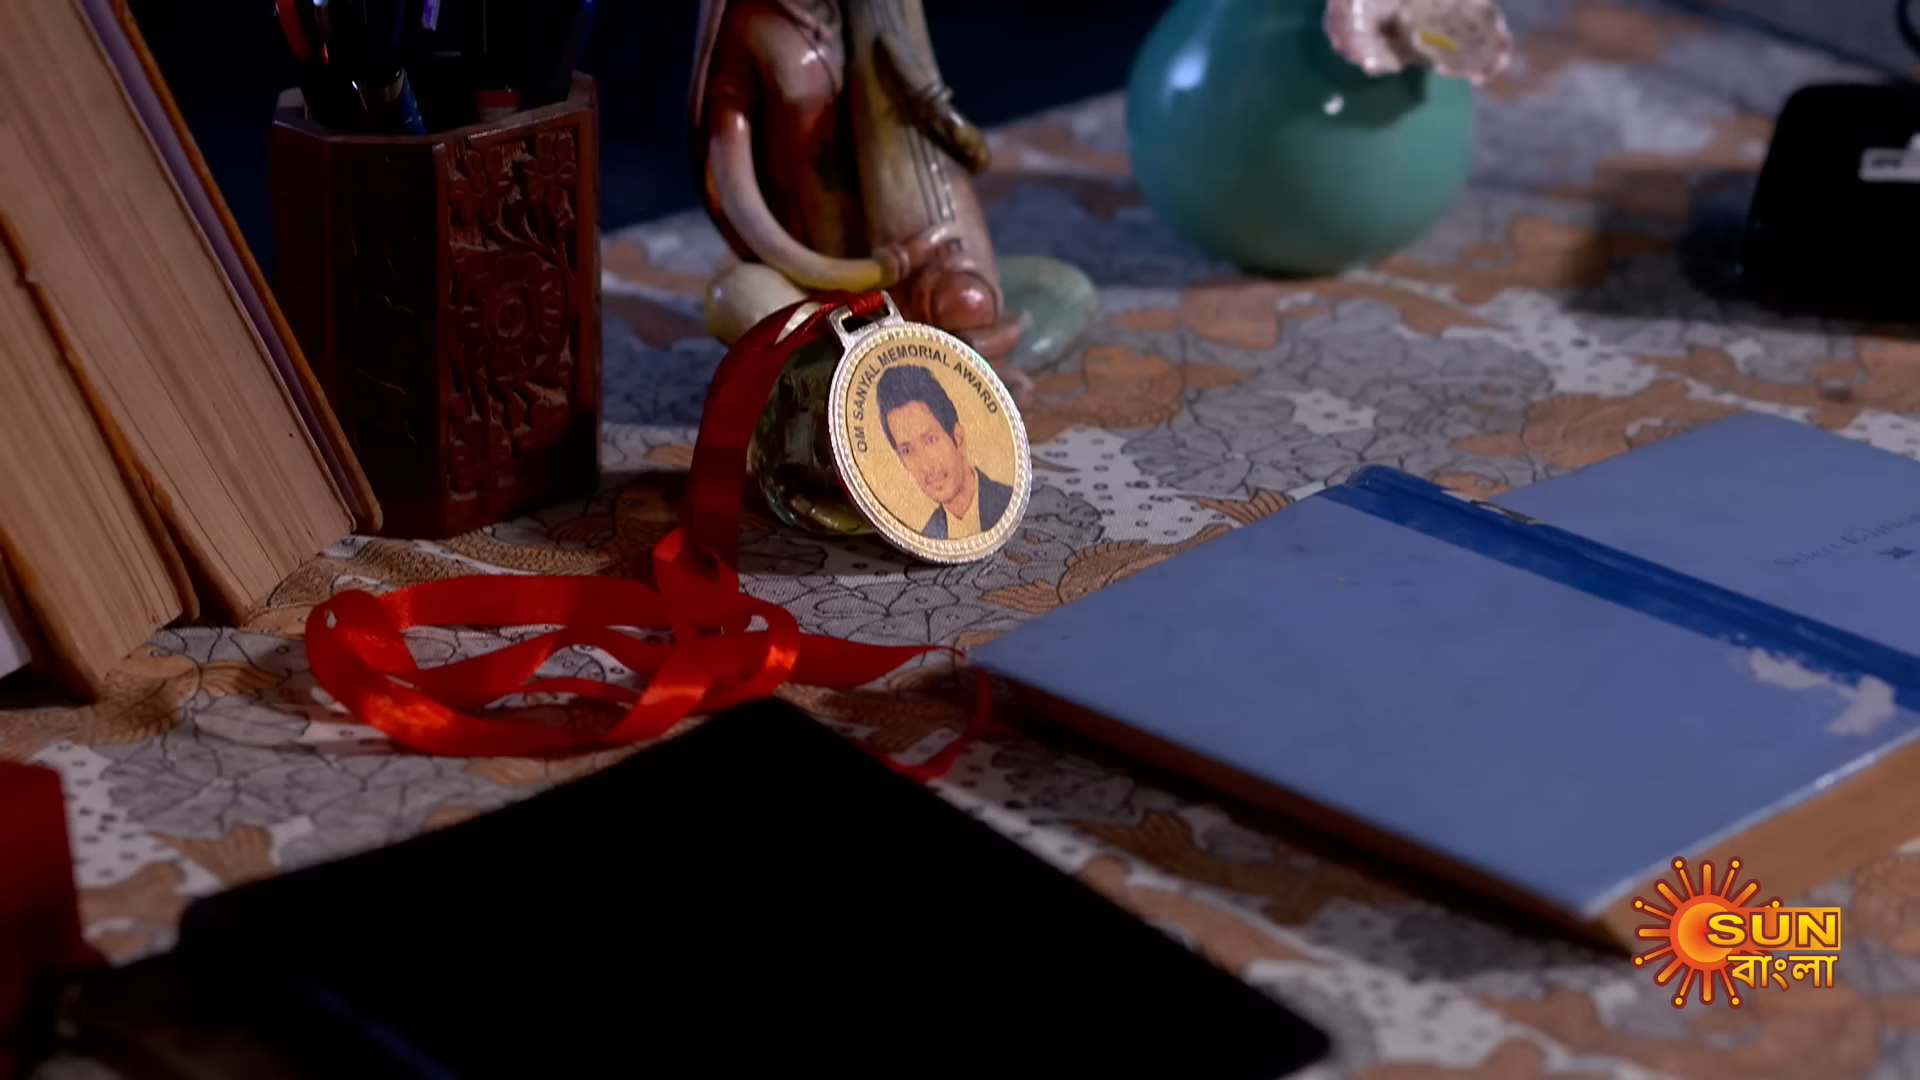 OM SANYAL MEMORIAL AWARD
SUN
বাংলা